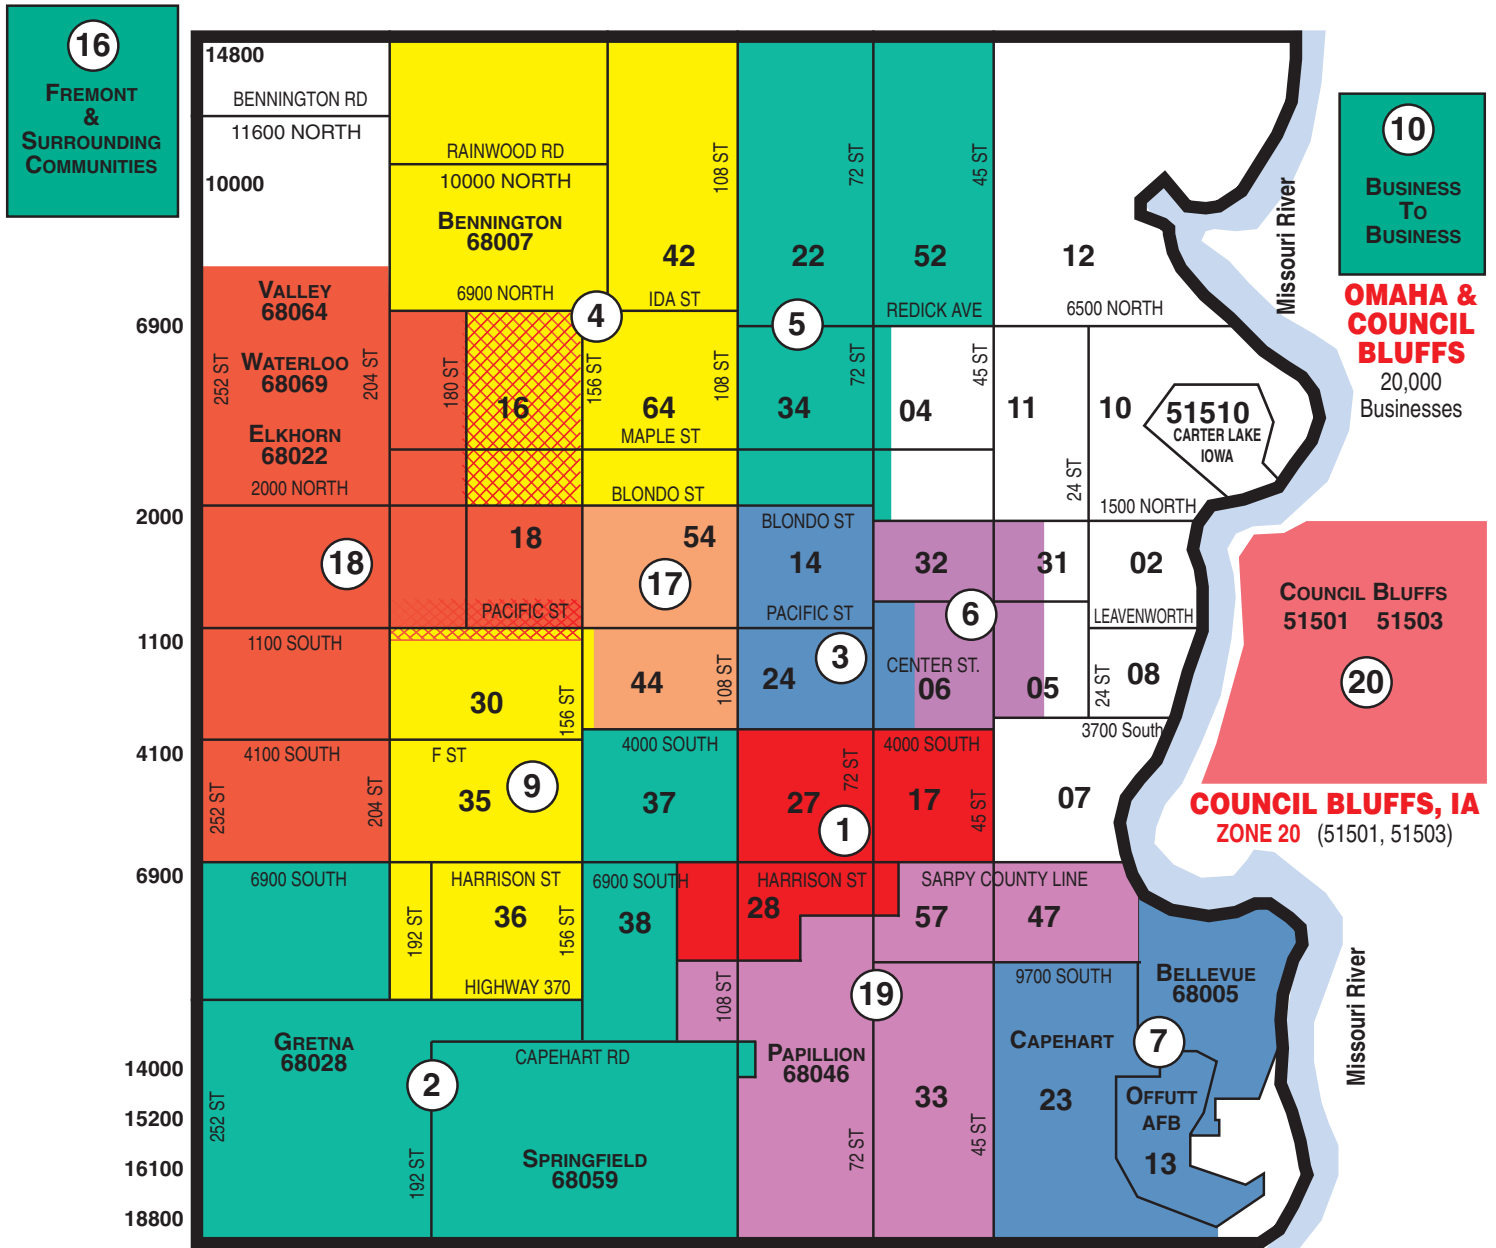 16
FREMONT
&
SURROUNDING
COMMUNITIES
14800
BENNINGTON RD
11600 NORTH
10000
RAINWOOD RD
10000 NORTH
BENNINGTON
68007
6900 NORTH
108 ST
42
IDA ST
72 ST
22
45 ST
52
REDICK AVE
12
6500 NORTH
Missouri River
10
BUSINESS
TO
BUSINESS
OMAHA &
COUNCIL
BLUFFS
20,000
Businesses
VALLEY
68064
WATERLOO
68069
ELKHORN
68022
2000 NORTH
6900
252 ST
204 ST
180 ST
16
156 ST
4
64
MAPLE ST
108 ST
BLONDO ST
5
34
72 ST
04
45 ST
11
24 ST
10
51510
CARTER LAKE
IOWA
1500 NORTH
2000
18
18
PACIFIC ST
54
17
BLONDO ST
14
PACIFIC ST
32
31
02
6
LEAVENWORTH
COUNCIL BLUFFS
51501 51503
20
COUNCIL BLUFFS, IA
ZONE 20 (51501, 51503)
1100
1100 SOUTH
30
156 ST
44
108 ST
24
3
CENTER ST.
06
05
24 ST
08
3700 South
4100
4100 SOUTH
252 ST
204 ST
F ST
35
9
4000 SOUTH
37
27
72 ST
1
4000 SOUTH
17
45 ST
07
6900
6900 SOUTH
192 ST
HARRISON ST
36
156 ST
HIGHWAY 370
6900 SOUTH
38
HARRISON ST
28
SARPY COUNTY LINE
57
47
108 ST
19
9700 SOUTH
BELLEVUE
68005
Missouri River
GRETNA
68028
CAPEHART RD
2
PAPILLION
68046
CAPEHART
7
14000
15200
16100
18800
252 ST
192 ST
SPRINGFIELD
68059
72 ST
33
45 ST
23
OFFUTT
AFB
13